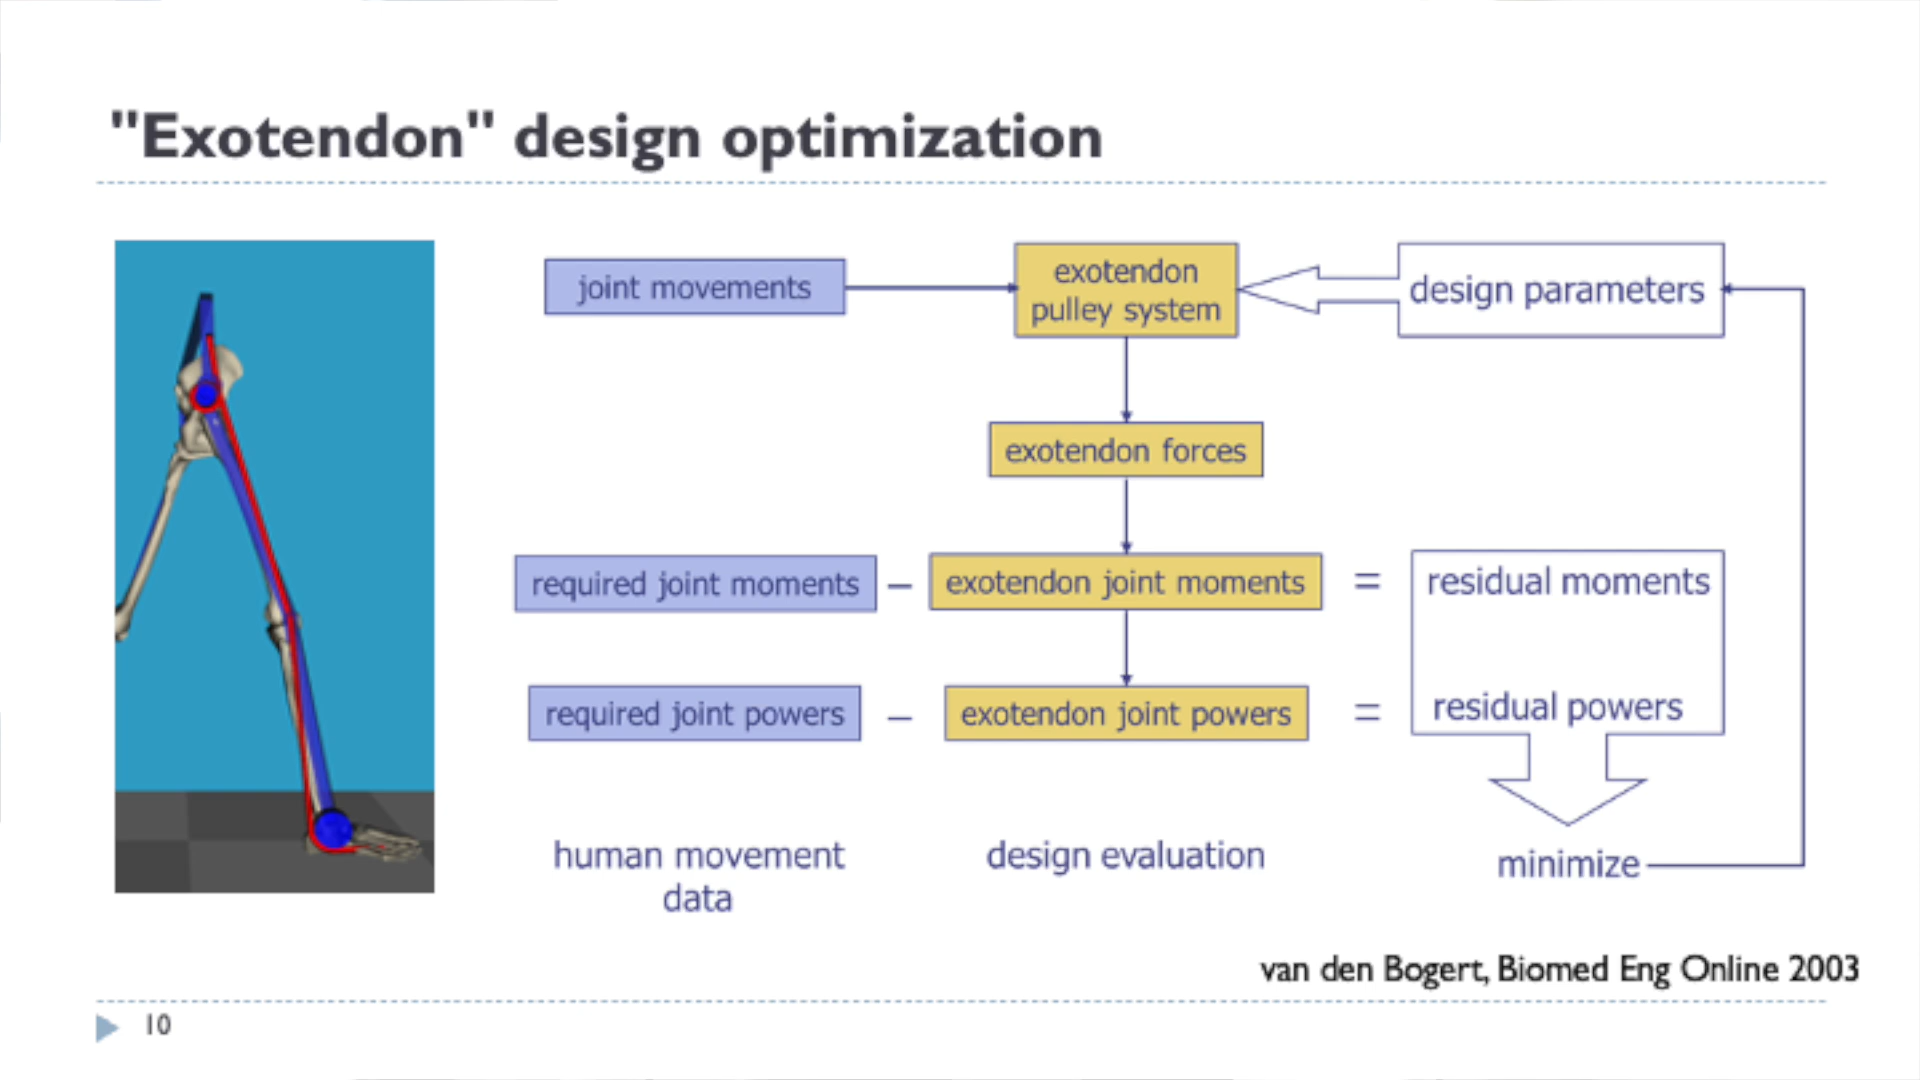 "Exotendon" design optimization
joint movements
exotendon
pulley system
design parameters
exotendon forces
required joint moments
–
exotendon joint moments
=
residual moments
required joint powers
–
exotendon joint powers
=
residual powers
human movement
data
design evaluation
minimize
van den Bogert, Biomed Eng Online 2003
10